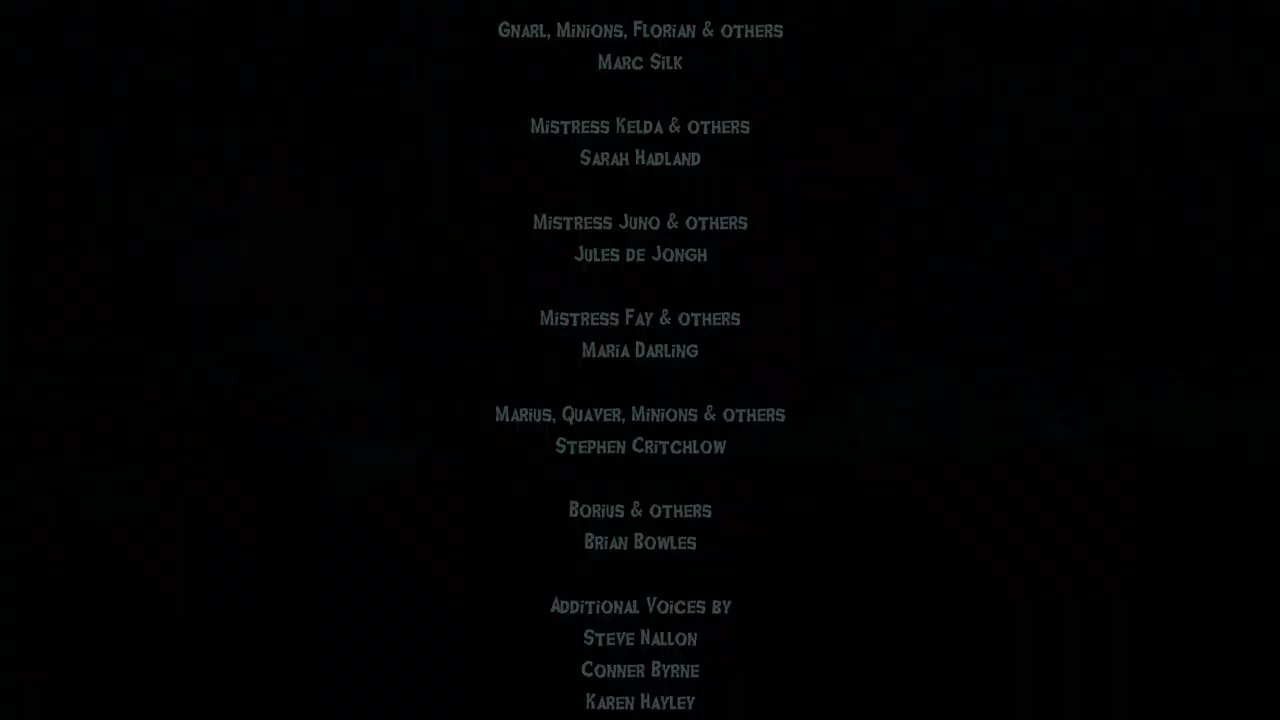 Gnarl, Minions, Florian & others
Marc Silk
Mistress Kelda & others
Sarah Hadland
Mistress Juno & others
Jules de Jongh
Mistress Fay & others
Maria Darling
Marius, Quaver, Minions & others
Stephen Critchlow
Borius & others
Brian Bowles
Additional Voices by
Steve Nallon
Conner Byrne
Karen Hayley